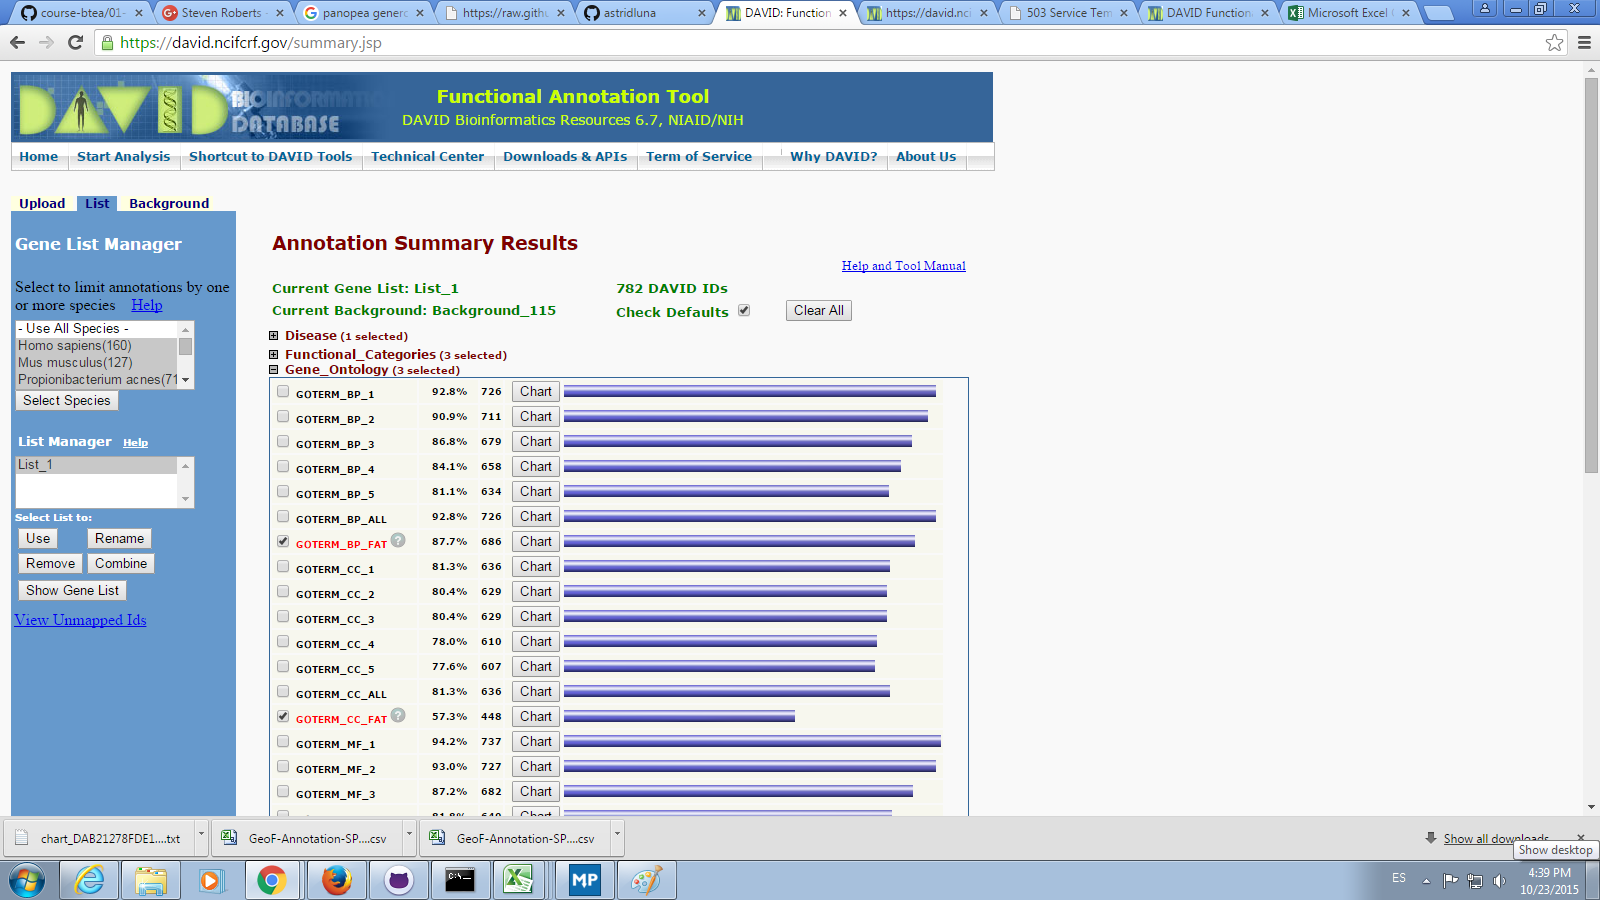 course-btea/01-
Steven Roberts -
panopea genero
https://raw.githu
astridluna
DAVID: Function
https://david.nci
503 Service Tem
DAVID Function
Microsoft Excel
https://david.ncifcrf.gov/summary.jsp
DAVID BIOINFORMATICS DATABASE
Functional Annotation Tool
DAVID Bioinformatics Resources 6.7, NIAID/NIH
Home Start Analysis Shortcut to DAVID Tools Technical Center Downloads & APIs Term of Service Why DAVID? About Us
Upload List Background
Gene List Manager
Select to limit annotations by one
or more species Help
- Use All Species -
Homo sapiens(160)
Mus musculus(127)
Propionibacterium acnes(71
Select Species
List Manager Help
List_1
Select List to:
Use Rename
Remove Combine
Show Gene List
View Unmapped Ids
Annotation Summary Results
Help and Tool Manual
Current Gene List: List_1 782 DAVID IDs
Current Background: Background_115 Check Defaults Clear All
Disease (1 selected)
Functional_Categories (3 selected)
Gene_Ontology (3 selected)
GOTERM_BP_1 92.8% 726 Chart
GOTERM_BP_2 90.9% 711 Chart
GOTERM_BP_3 86.8% 679 Chart
GOTERM_BP_4 84.1% 658 Chart
GOTERM_BP_5 81.1% 634 Chart
GOTERM_BP_ALL 92.8% 726 Chart
GOTERM_BP_FAT ? 87.7% 686 Chart
GOTERM_CC_1 81.3% 636 Chart
GOTERM_CC_2 80.4% 629 Chart
GOTERM_CC_3 80.4% 629 Chart
GOTERM_CC_4 78.0% 610 Chart
GOTERM_CC_5 77.6% 607 Chart
GOTERM_CC_ALL 81.3% 636 Chart
GOTERM_CC_FAT ? 57.3% 448 Chart
GOTERM_MF_1 94.2% 737 Chart
GOTERM_MF_2 93.0% 727 Chart
GOTERM_MF_3 87.2% 682 Chart
chart_DAB21278FDE1....txt
GeoF-Annotation-SP....csv
GeoF-Annotation-SP....csv
Show all downloads...
Show desktop
MP
ES
4:39 PM
10/23/2015